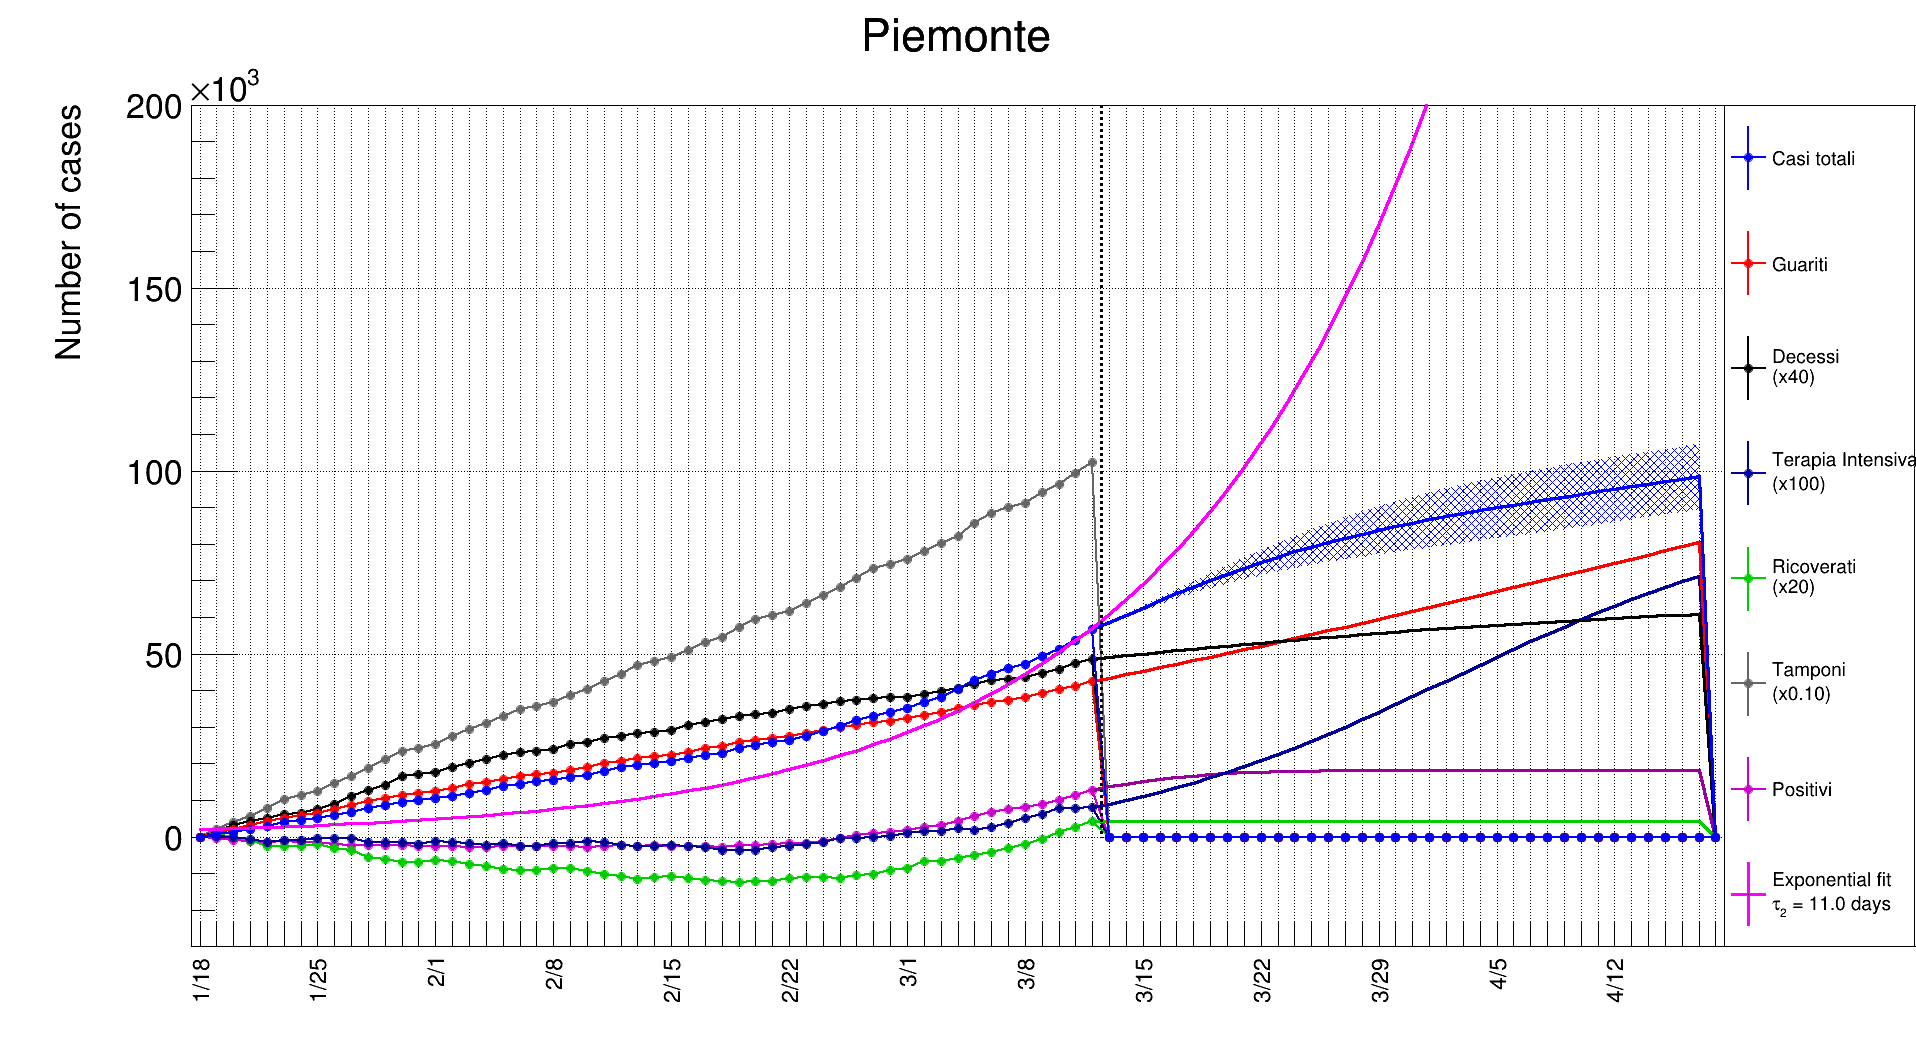 Piemonte
×10³
Number of cases
200
150
100
50
0
1/18
1/25
2/1
2/8
2/15
2/22
3/1
3/8
3/15
3/22
3/29
4/5
4/12
Casi totali
Guariti
Decessi
(x40)
Terapia Intensiva
(x100)
Ricoverati
(x20)
Tamponi
(x0.10)
Positivi
Exponential fit
τ₂ = 11.0 days